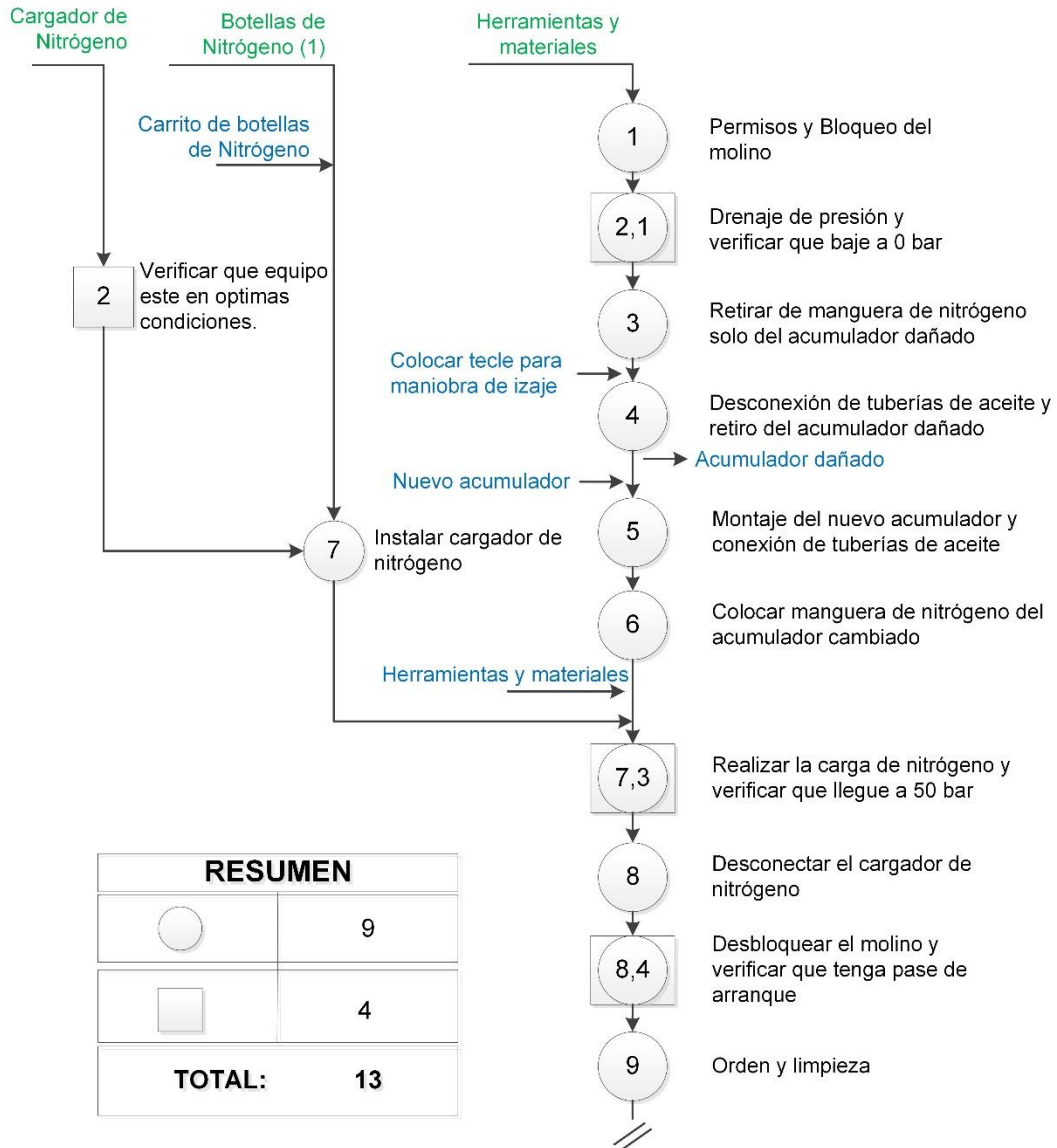 Cargador de
Nitrógeno
Botellas de
Nitrógeno (1)
Herramientas y
materiales
Carrito de botellas
de Nitrógeno
1
Permisos y Bloqueo del
molino
2,1
Drenaje de presión y
verificar que baje a 0 bar
2
Verificar que equipo
este en optimas
condiciones.
3
Retirar de manguera de nitrógeno
solo del acumulador dañado
Colocar tecle para
maniobra de izaje
4
Desconexión de tuberías de aceite y
retiro del acumulador dañado
Acumulador dañado
Nuevo acumulador
5
Montaje del nuevo acumulador y
conexión de tuberías de aceite
7
Instalar cargador de
nitrógeno
6
Colocar manguera de nitrógeno del
acumulador cambiado
Herramientas y materiales
7,3
Realizar la carga de nitrógeno y
verificar que llegue a 50 bar
8
Desconectar el cargador de
nitrógeno
8,4
Desbloquear el molino y
verificar que tenga pase de
arranque
9
Orden y limpieza
RESUMEN
9
4
TOTAL: 13